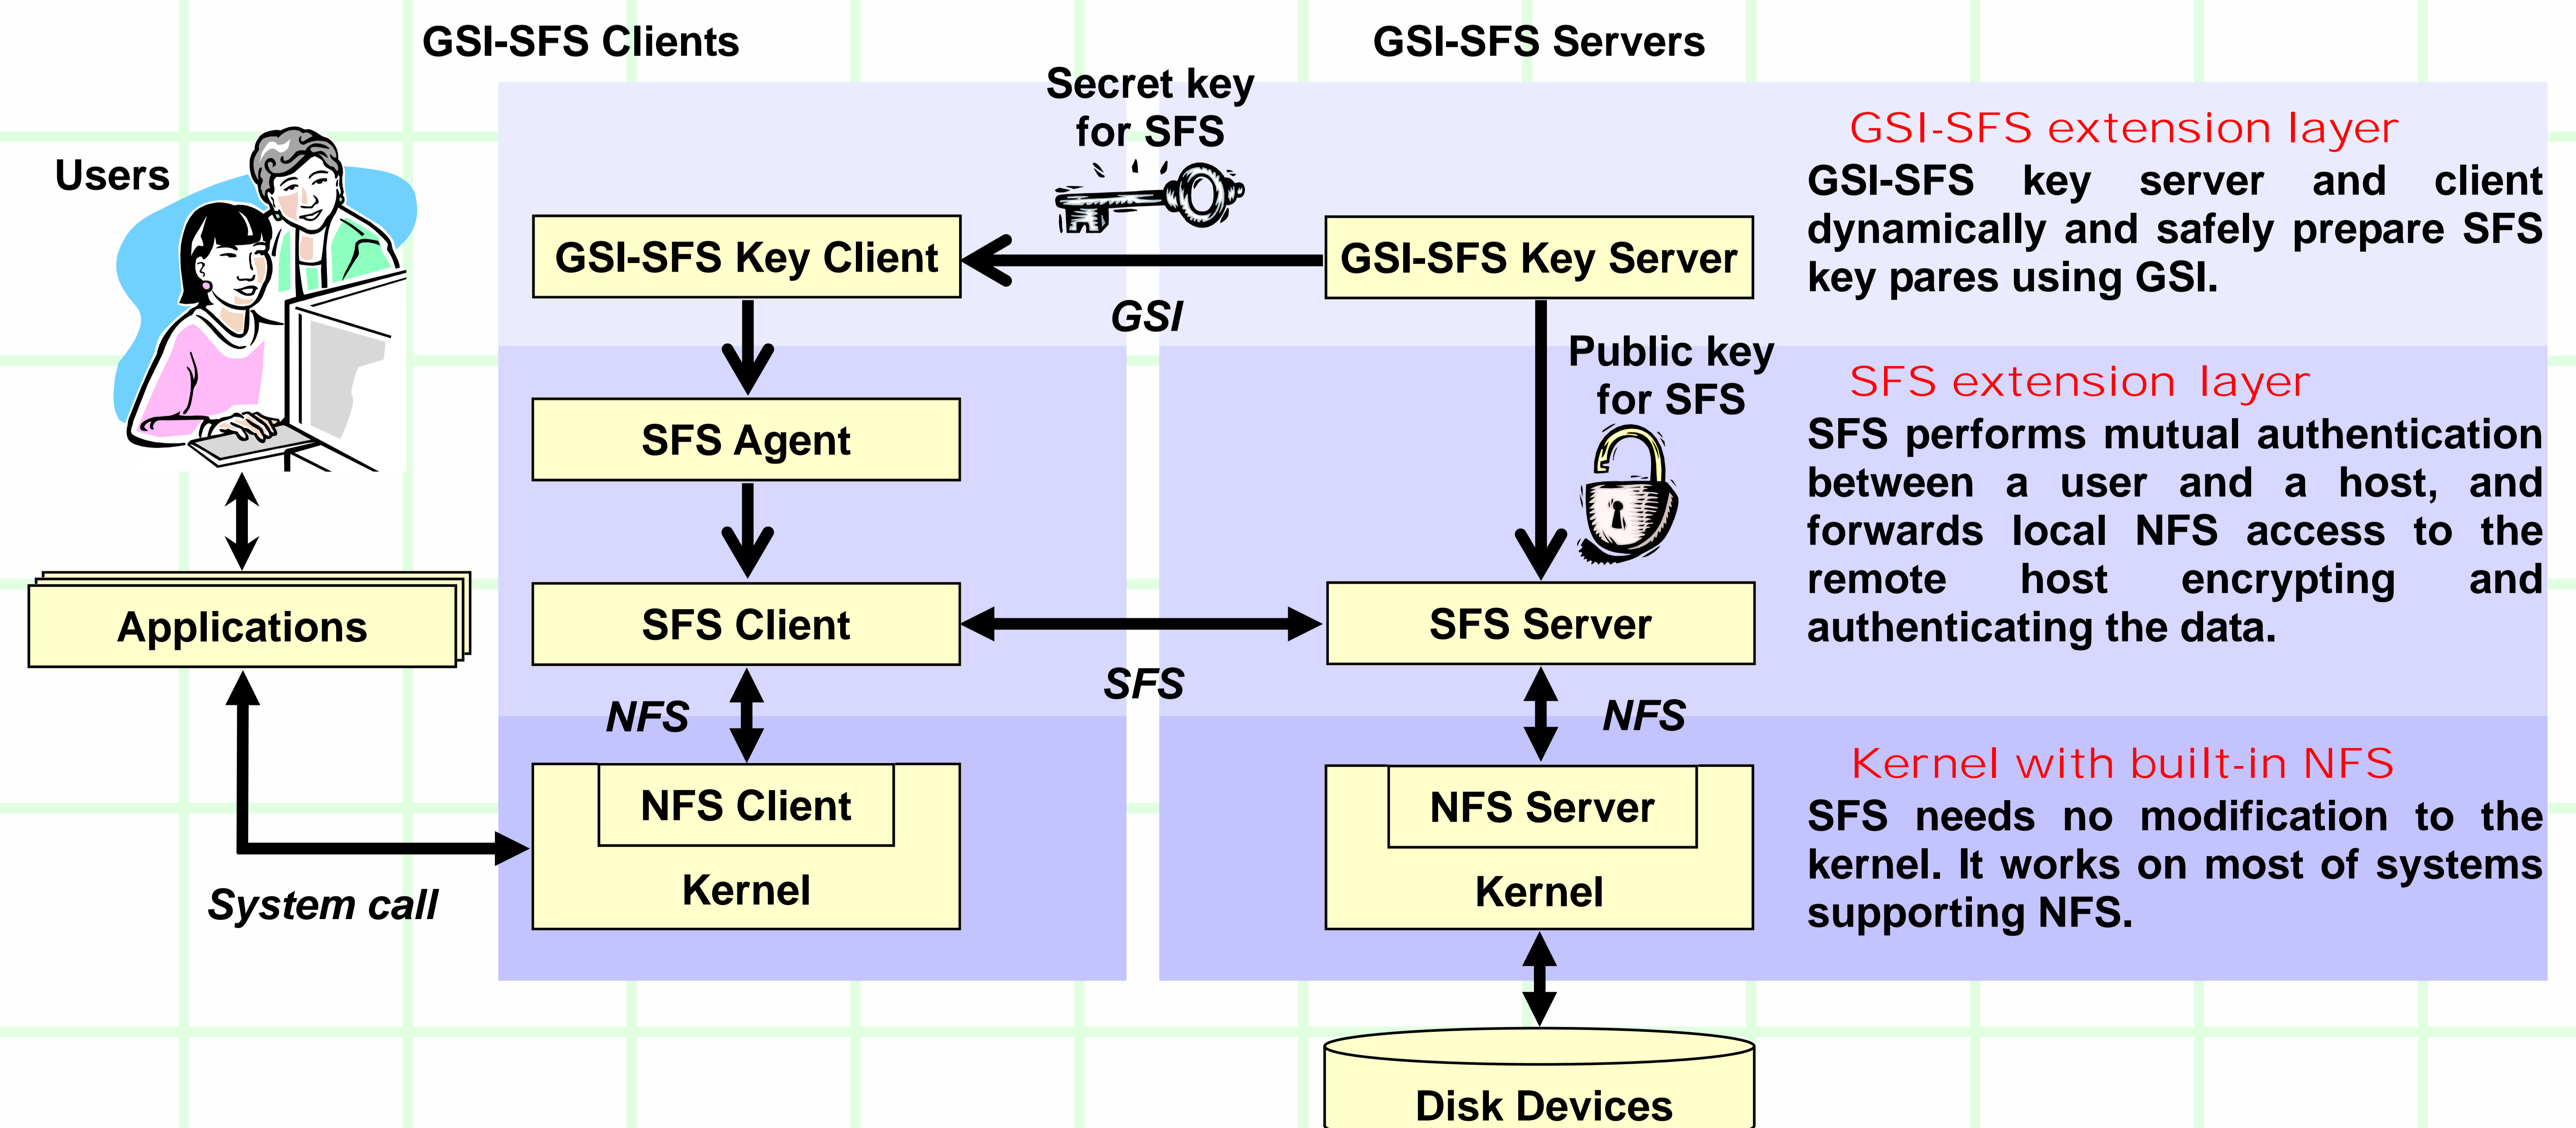 GSI-SFS Clients
GSI-SFS Servers
Secret key
for SFS
Users
GSI-SFS Key Client
GSI-SFS Key Server
GSI
Public key
for SFS
SFS Agent
Applications
SFS Client
SFS Server
SFS
NFS
NFS
NFS Client
Kernel
NFS Server
Kernel
System call
Disk Devices
GSI-SFS extension layer
GSI-SFS key server and client
dynamically and safely prepare SFS
key pares using GSI.
SFS extension layer
SFS performs mutual authentication
between a user and a host, and
forwards local NFS access to the
remote host encrypting and
authenticating the data.
Kernel with built-in NFS
SFS needs no modification to the
kernel. It works on most of systems
supporting NFS.